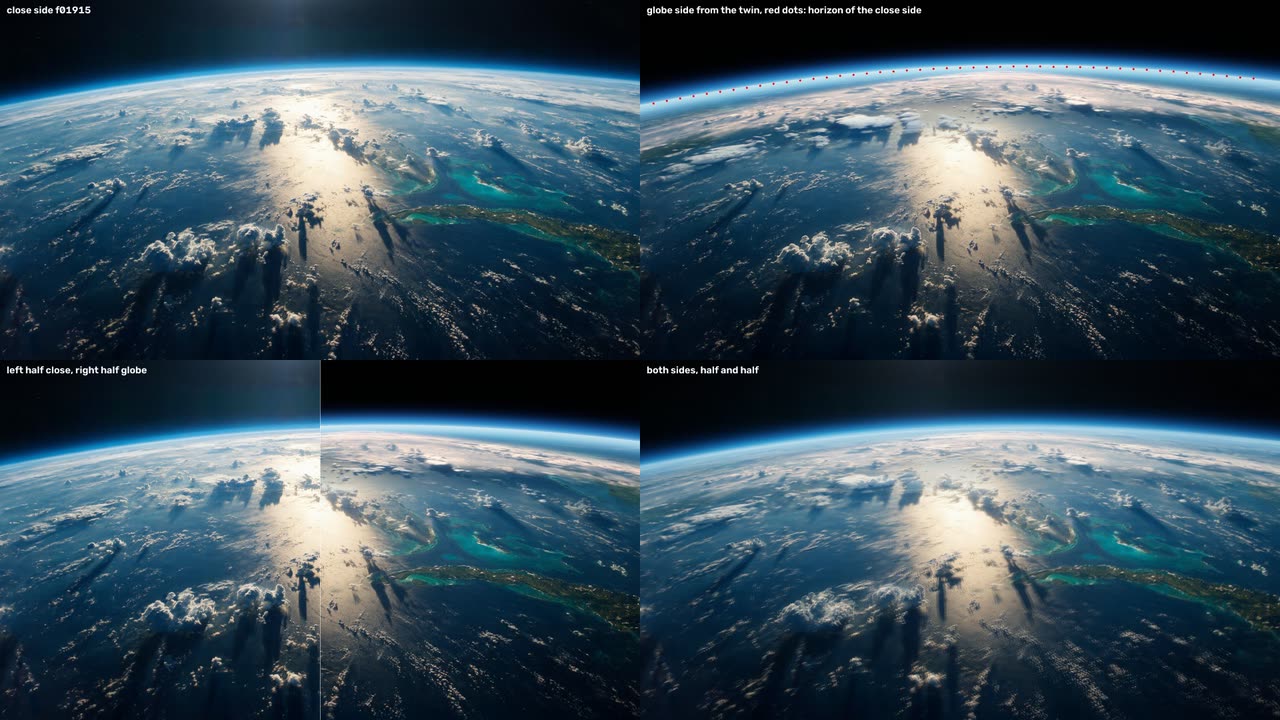 close side f01915
globe side from the twin, red dots: horizon of the close side
left half close, right half globe
both sides, half and half